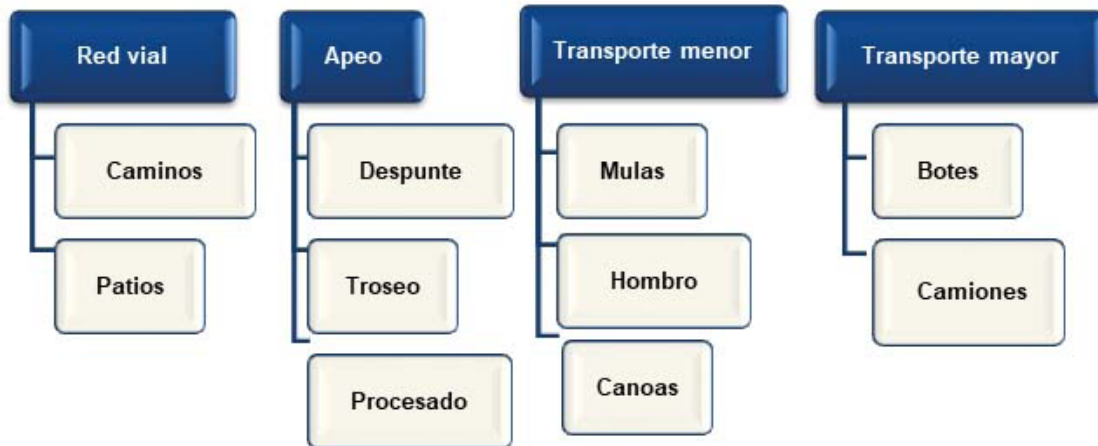 Red vial
Caminos
Patios
Apeo
Despunte
Troseo
Procesado
Transporte menor
Mulas
Hombro
Canoas
Transporte mayor
Botes
Camiones